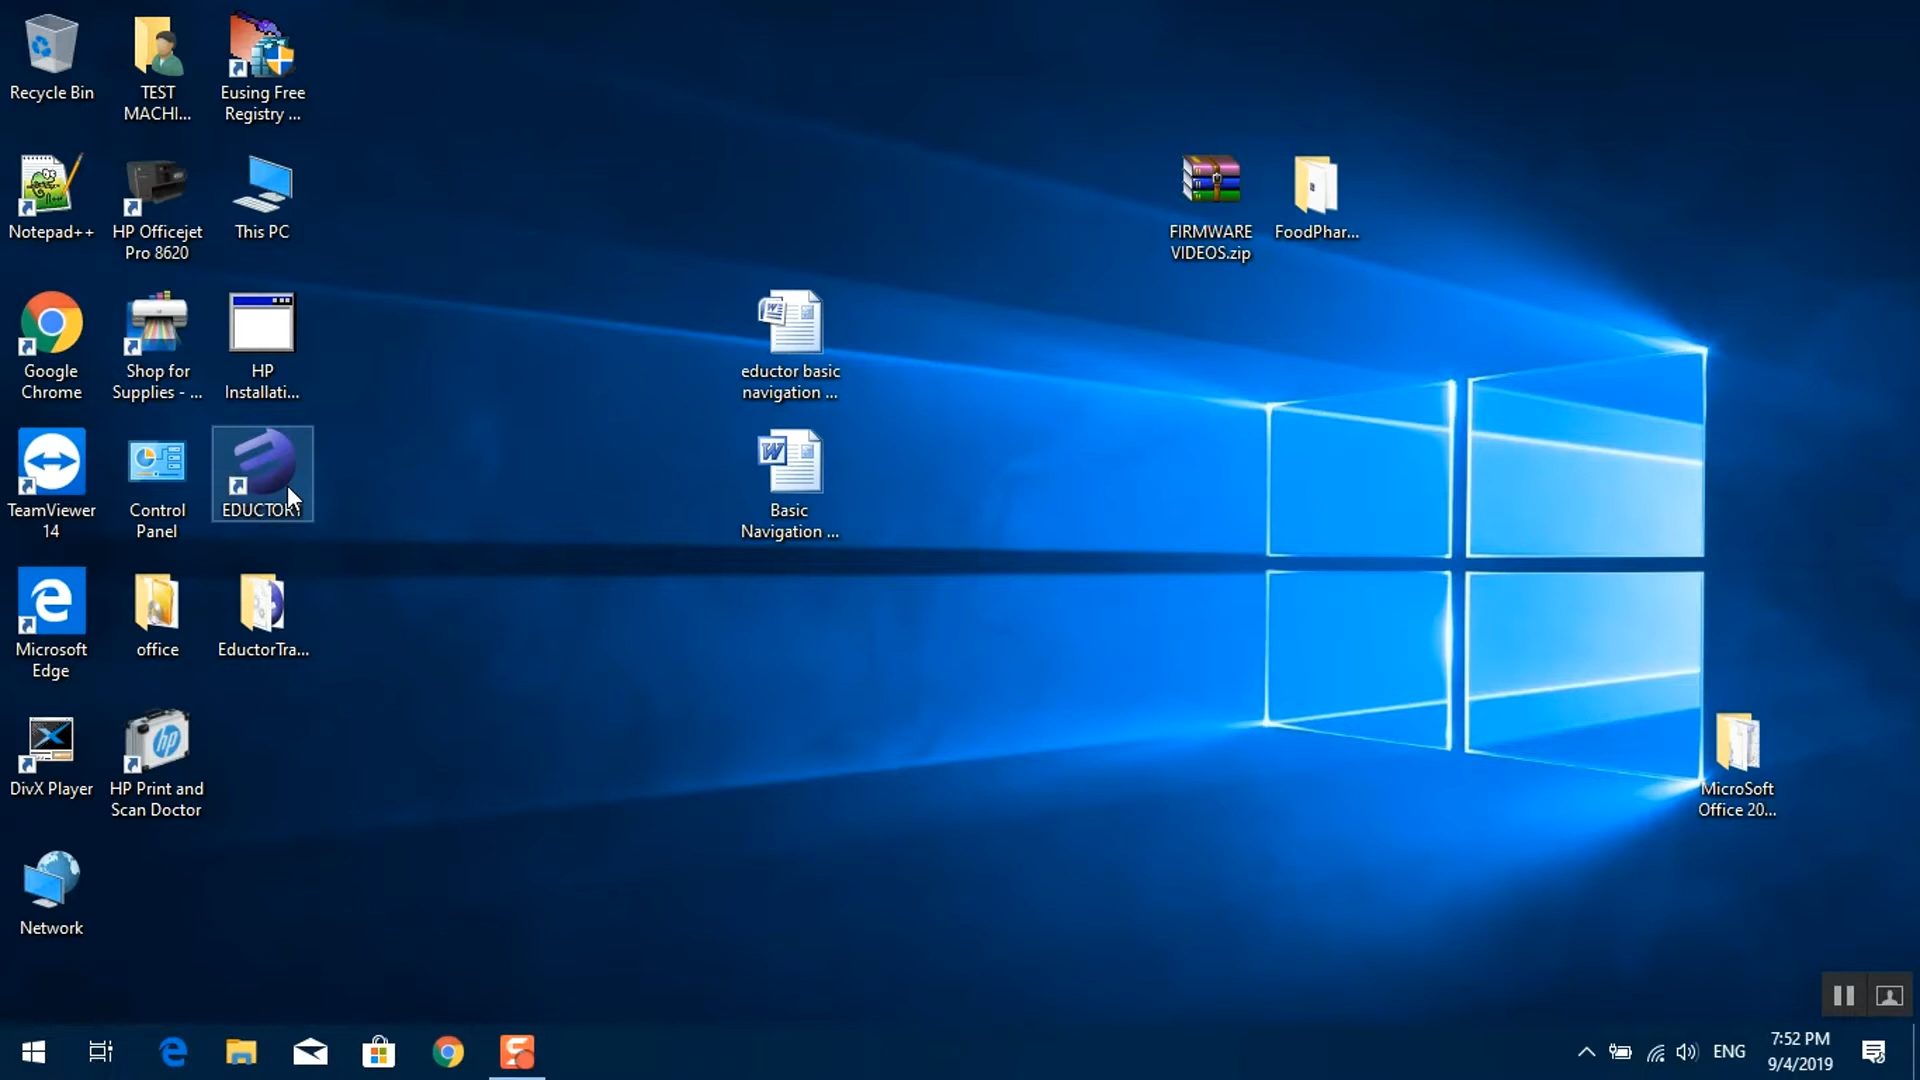 Recycle Bin
TEST
MACHI...
Eusing Free
Registry ...
Notepad++
HP Officejet
Pro 8620
This PC
FIRMWARE
VIDEOS.zip
FoodPhar...
Google
Chrome
Shop for
Supplies - ...
HP
Installati...
eductor basic
navigation ...
TeamViewer
14
Control
Panel
Basic
Navigation ...
Microsoft
Edge
office
EductorTra...
DivX Player
HP Print and
Scan Doctor
MicroSoft
Office 20...
Network
ENG
7:52 PM
9/4/2019